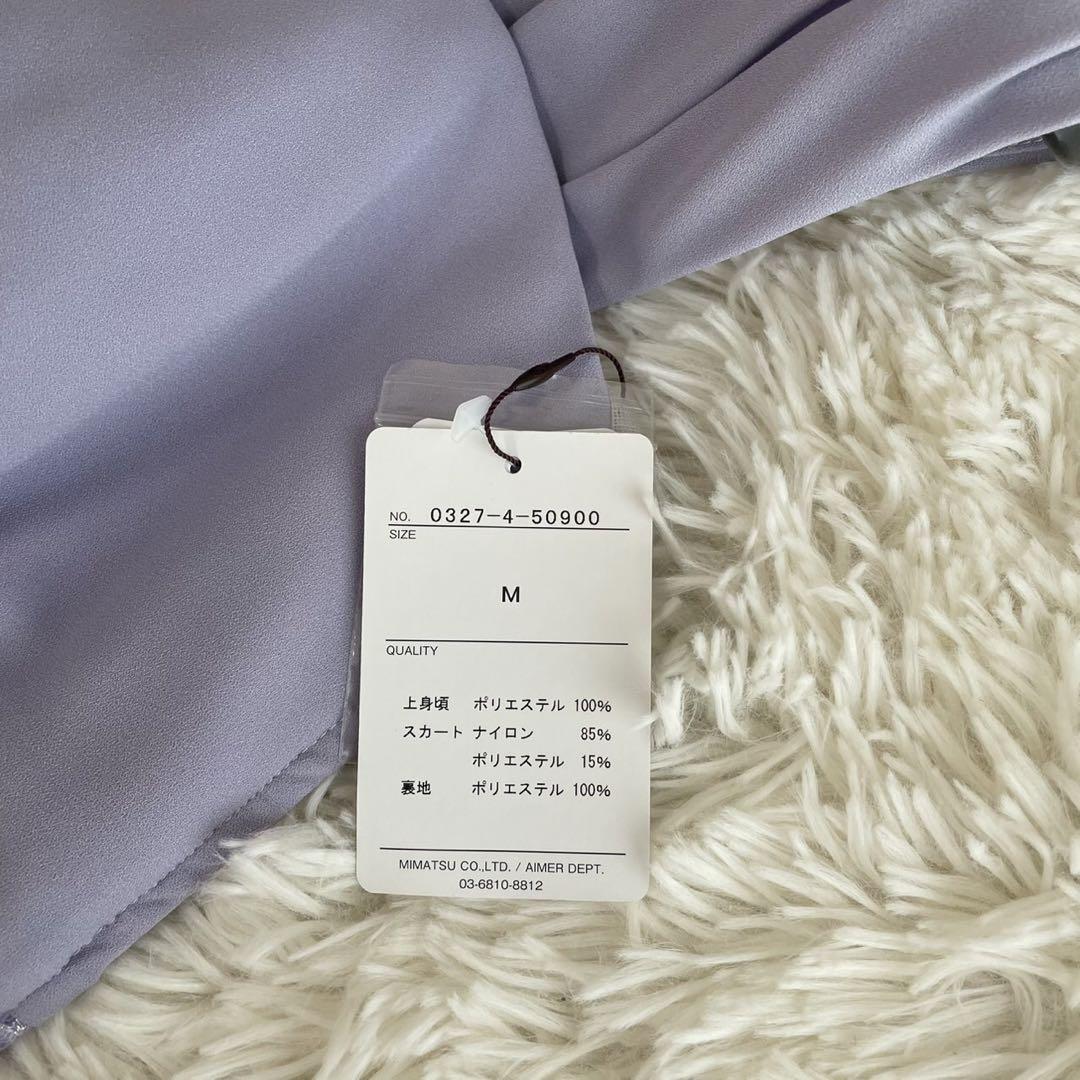 NO. 0327-4-50900
SIZE
M
QUALITY
上身頃 ポリエステル 100%
スカート ナイロン 85%
ポリエステル 15%
裏地 ポリエステル 100%
MIMATSU CO.,LTD. / AIMER DEPT.
03-6810-8812